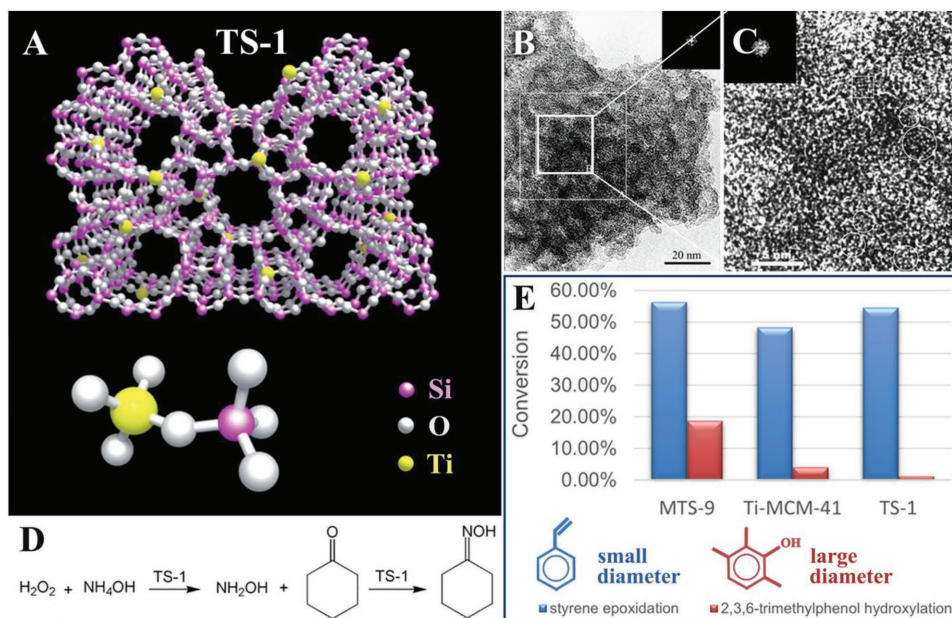 A
TS-1
Si
O
Ti
B
20 nm
C
5 nm
D
H2O2 + NH4OH
TS-1
NH2OH +
O
TS-1
NOH
E
60.00%
50.00%
40.00%
30.00%
20.00%
10.00%
0.00%
Conversion
MTS-9
Ti-MCM-41
TS-1
small
diameter
OH
large
diameter
styrene epoxidation
2,3,6-trimethylphenol hydroxylation